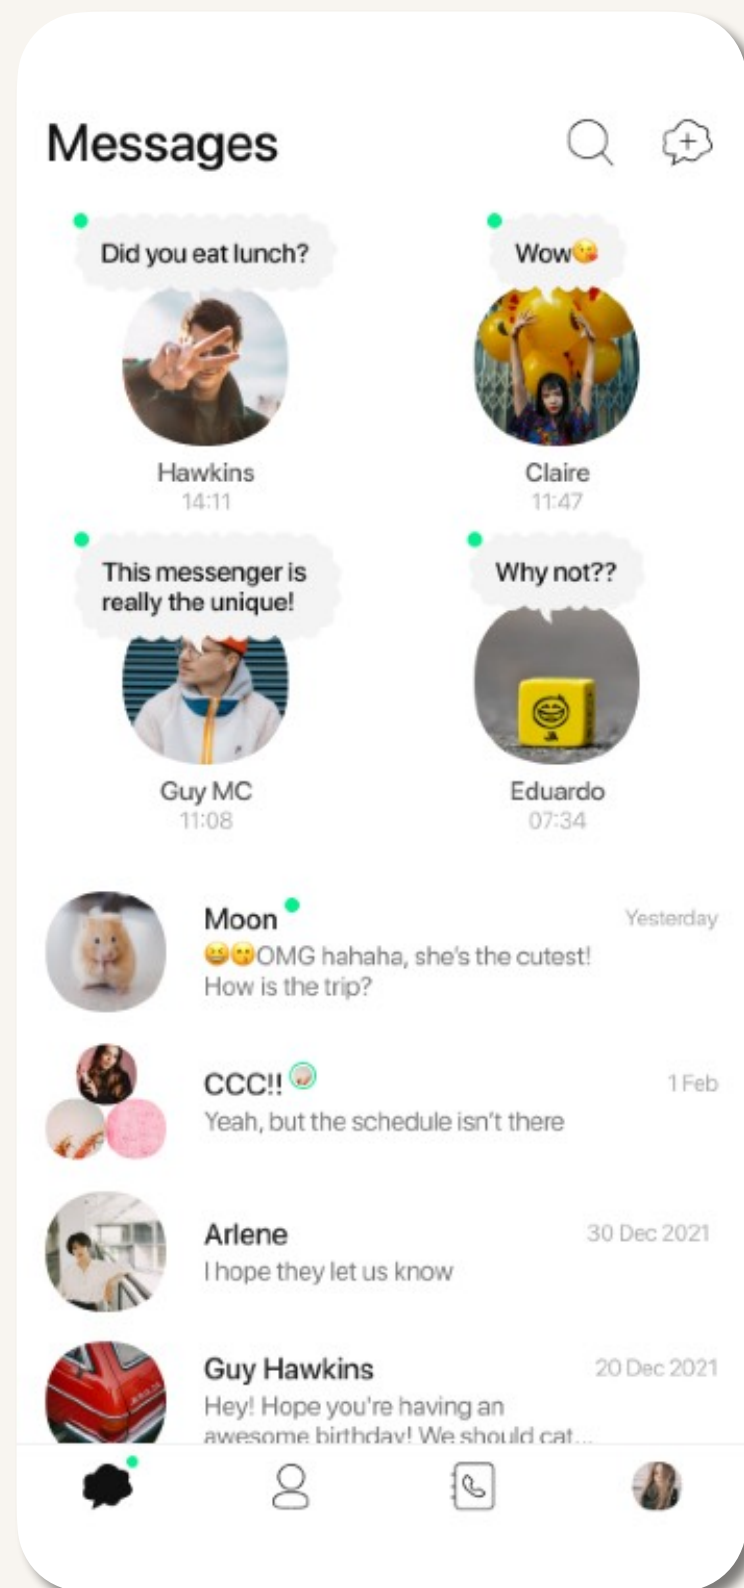 Messages
Did you eat lunch?
Wow😘
Hawkins
14:11
Claire
11:47
This messenger is
really the unique!
Why not??
Guy MC
11:08
Eduardo
07:34
Moon
Yesterday
😆😙OMG hahaha, she's the cutest!
How is the trip?
CCC!!
1 Feb
Yeah, but the schedule isn't there
Arlene
30 Dec 2021
I hope they let us know
Guy Hawkins
20 Dec 2021
Hey! Hope you're having an
awesome birthday! We should cat...